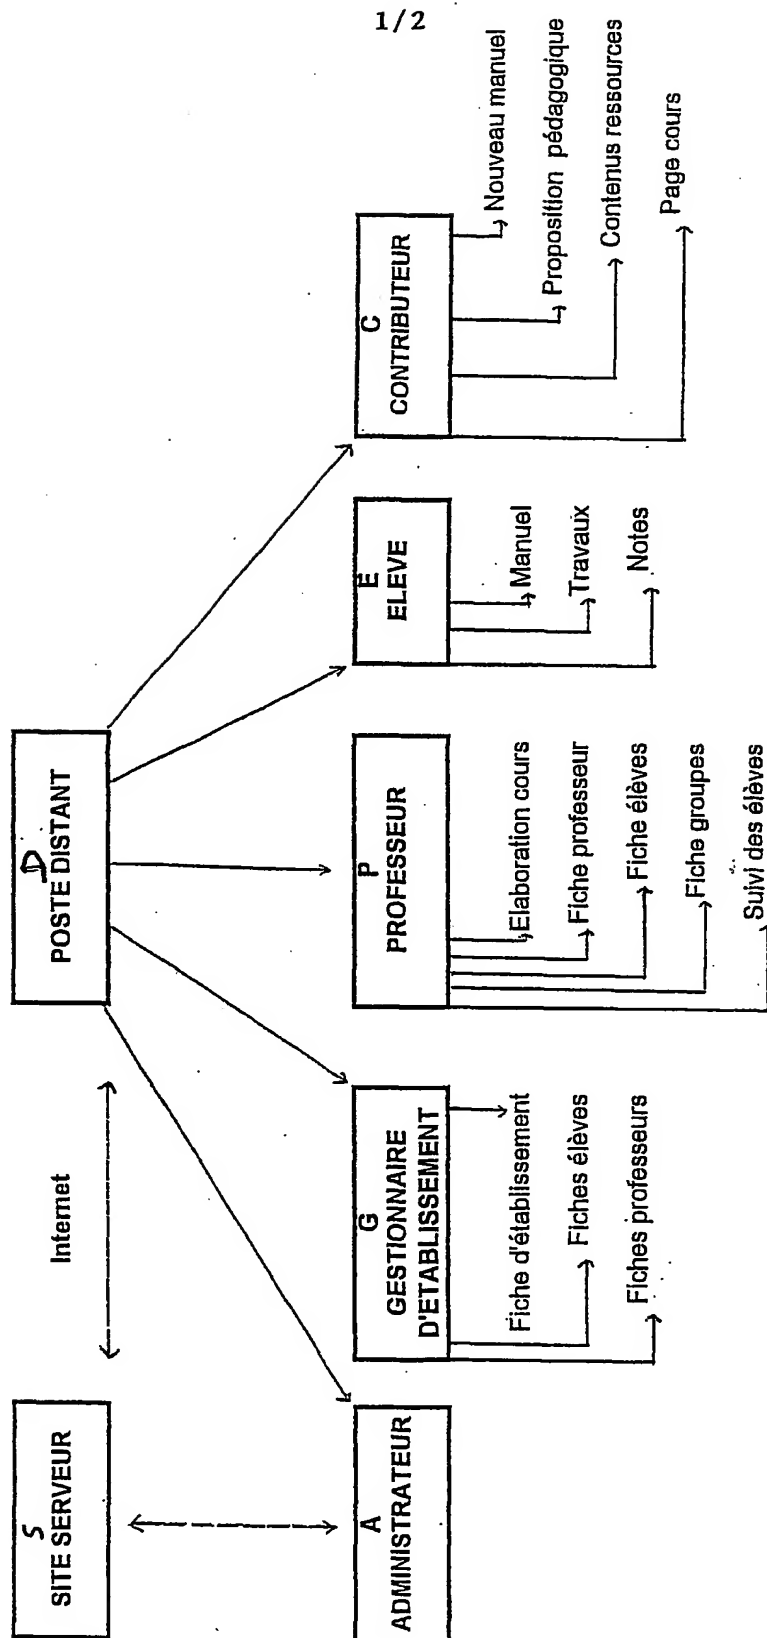 1/2
S
SITE SERVEUR
Internet
D
POSTE DISTANT
A
ADMINISTRATEUR
G
GESTIONNAIRE
D'ETABLISSEMENT
Fiche d'établissement
Fiches élèves
Fiches professeurs
P
PROFESSEUR
Elaboration cours
Fiche professeur
Fiche élèves
Fiche groupes
Suivi des élèves
E
ELEVE
Manuel
Travaux
Notes
C
CONTRIBUTEUR
Nouveau manuel
Proposition pédagogique
Contenus ressources
Page cours